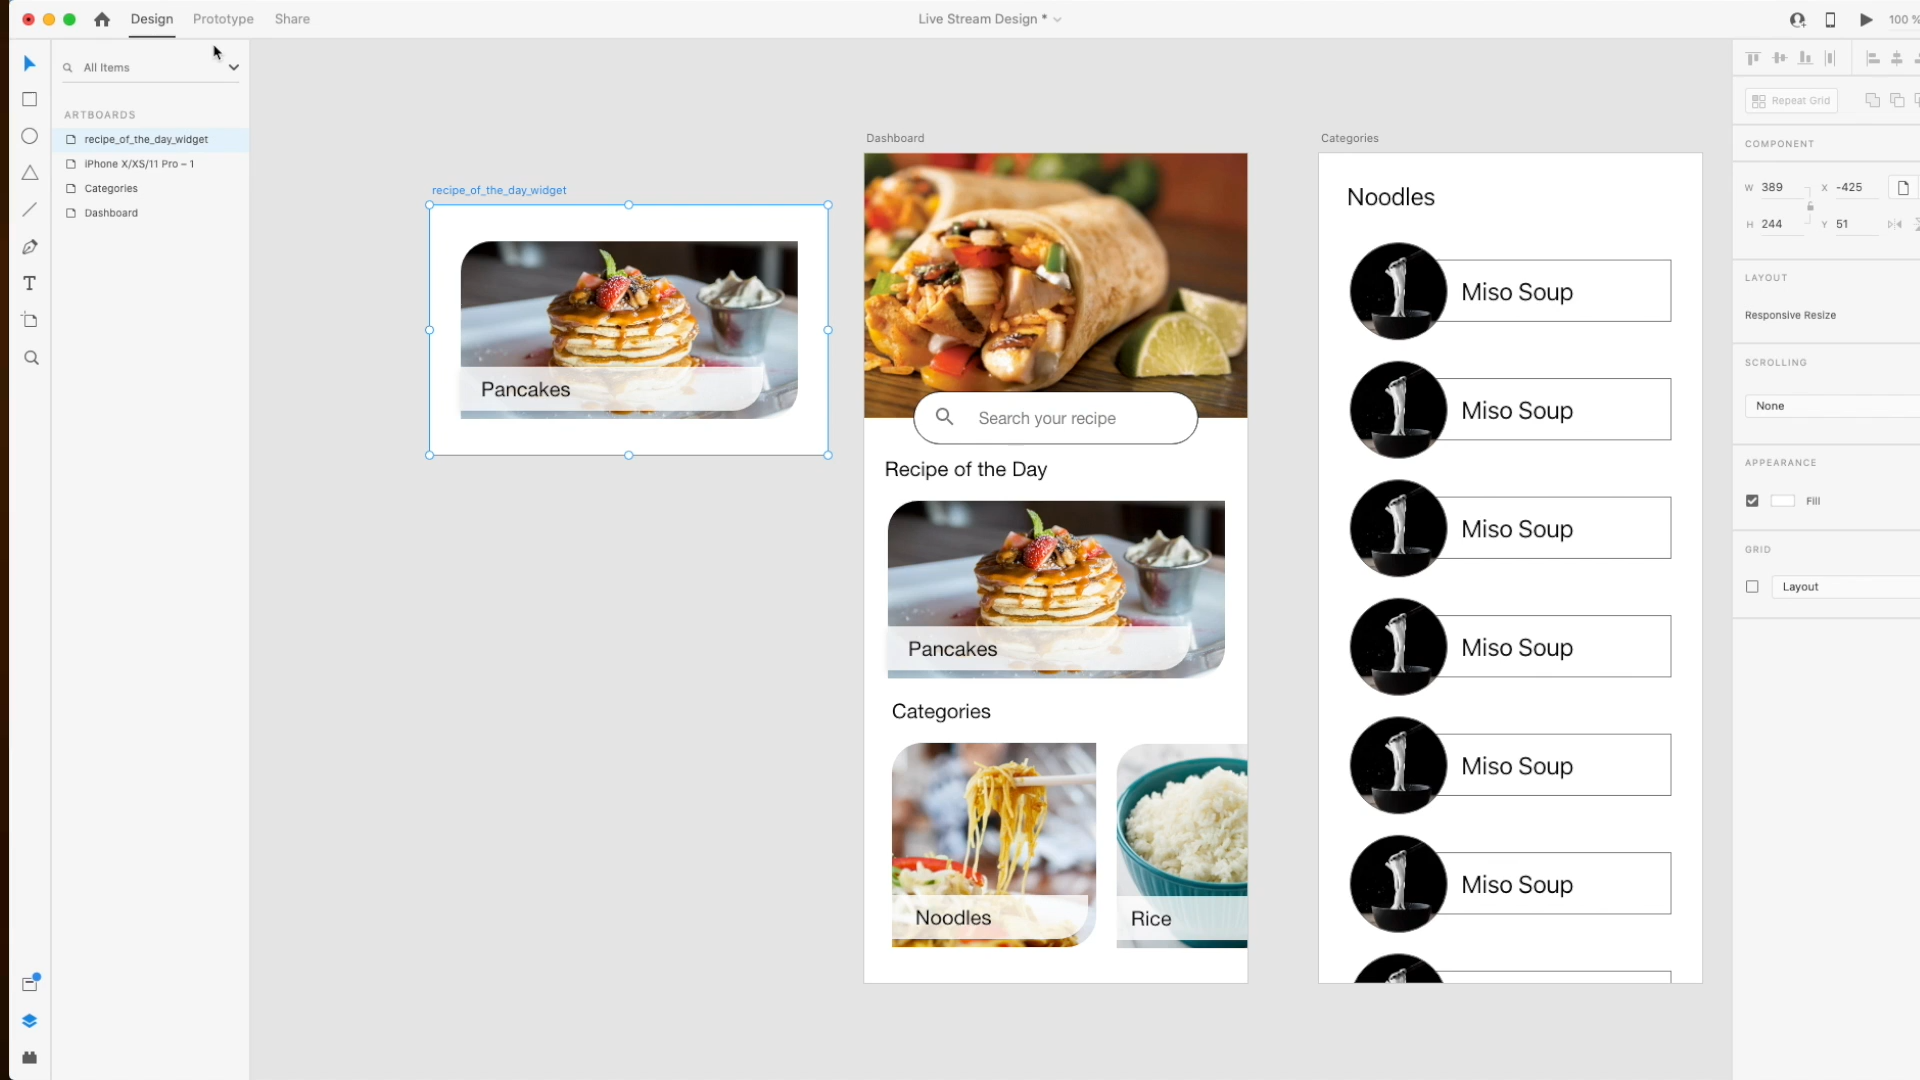 Design Prototype Share
Live Stream Design *
100 %
All Items
ARTBOARDS
recipe_of_the_day_widget
iPhone X/XS/11 Pro – 1
Categories
Dashboard
recipe_of_the_day_widget
Pancakes
Dashboard
Search your recipe
Recipe of the Day
Pancakes
Categories
Noodles
Rice
Categories
Noodles
Miso Soup
Miso Soup
Miso Soup
Miso Soup
Miso Soup
Miso Soup
Repeat Grid
COMPONENT
W 389 X -425
H 244 Y 51
LAYOUT
Responsive Resize
SCROLLING
None
APPEARANCE
Fill
GRID
Layout